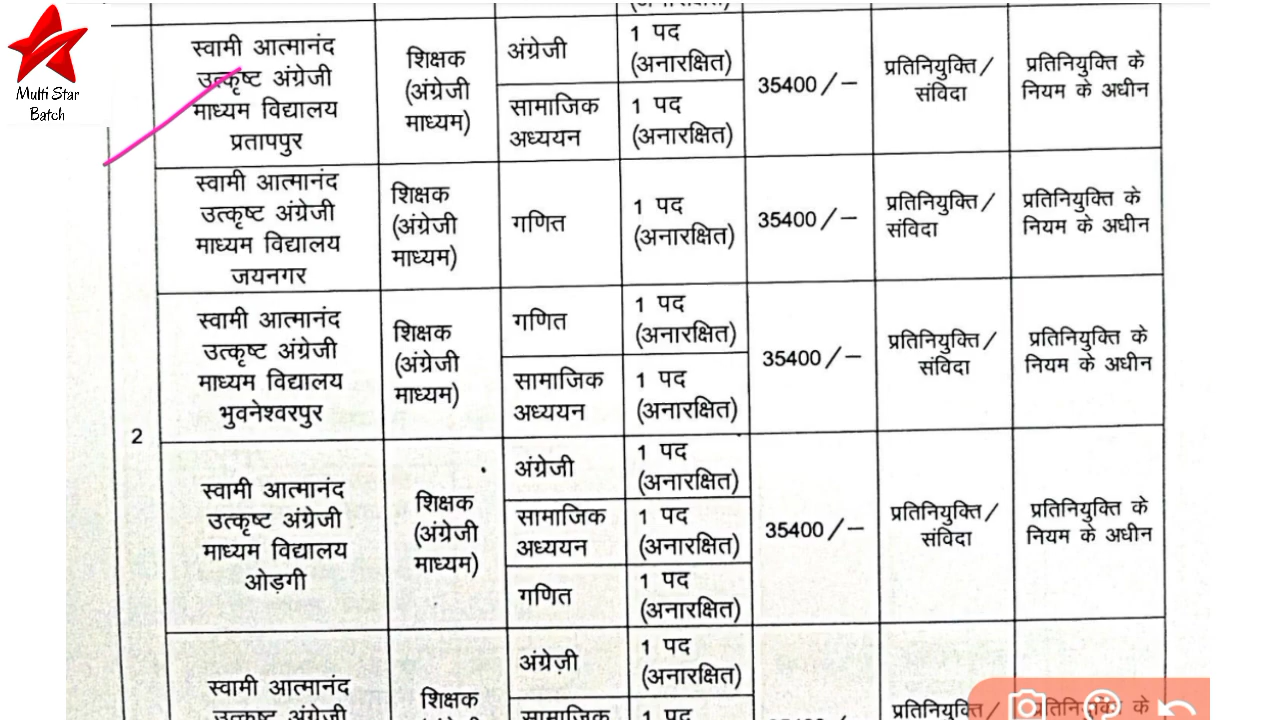 Multi Star
Batch
स्वामी आत्मानंद
उत्कृष्ट अंग्रेजी
माध्यम विद्यालय
प्रतापपुर
शिक्षक
(अंग्रेजी
माध्यम)
अंग्रेजी
1 पद
(अनारक्षित)
सामाजिक
अध्ययन
1 पद
(अनारक्षित)
35400/-
प्रतिनियुक्ति/
संविदा
प्रतिनियुक्ति के
नियम के अधीन
स्वामी आत्मानंद
उत्कृष्ट अंग्रेजी
माध्यम विद्यालय
जयनगर
शिक्षक
(अंग्रेजी
माध्यम)
गणित
1 पद
(अनारक्षित)
35400/-
प्रतिनियुक्ति/
संविदा
प्रतिनियुक्ति के
नियम के अधीन
2
स्वामी आत्मानंद
उत्कृष्ट अंग्रेजी
माध्यम विद्यालय
भुवनेश्वरपुर
शिक्षक
(अंग्रेजी
माध्यम)
गणित
1 पद
(अनारक्षित)
सामाजिक
अध्ययन
1 पद
(अनारक्षित)
35400/-
प्रतिनियुक्ति/
संविदा
प्रतिनियुक्ति के
नियम के अधीन
स्वामी आत्मानंद
उत्कृष्ट अंग्रेजी
माध्यम विद्यालय
ओड़गी
शिक्षक
(अंग्रेजी
माध्यम)
अंग्रेजी
1 पद
(अनारक्षित)
सामाजिक
अध्ययन
1 पद
(अनारक्षित)
गणित
1 पद
(अनारक्षित)
35400/-
प्रतिनियुक्ति/
संविदा
प्रतिनियुक्ति के
नियम के अधीन
स्वामी आत्मानंद
उत्कृष्ट अंग्रेजी
शिक्षक
अंग्रेज़ी
1 पद
(अनारक्षित)
सामाजिक
1 पद
प्रतिनियुक्ति/